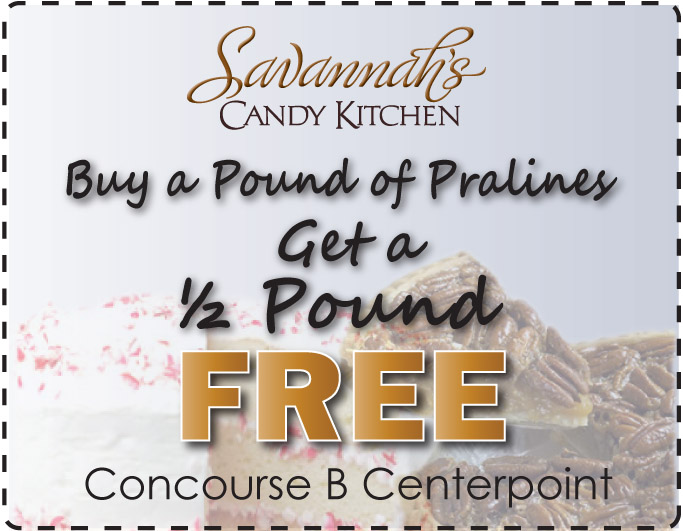 Savannah's
Candy Kitchen
Buy a Pound of Pralines
Get a
½ Pound
FREE
Concourse B Centerpoint